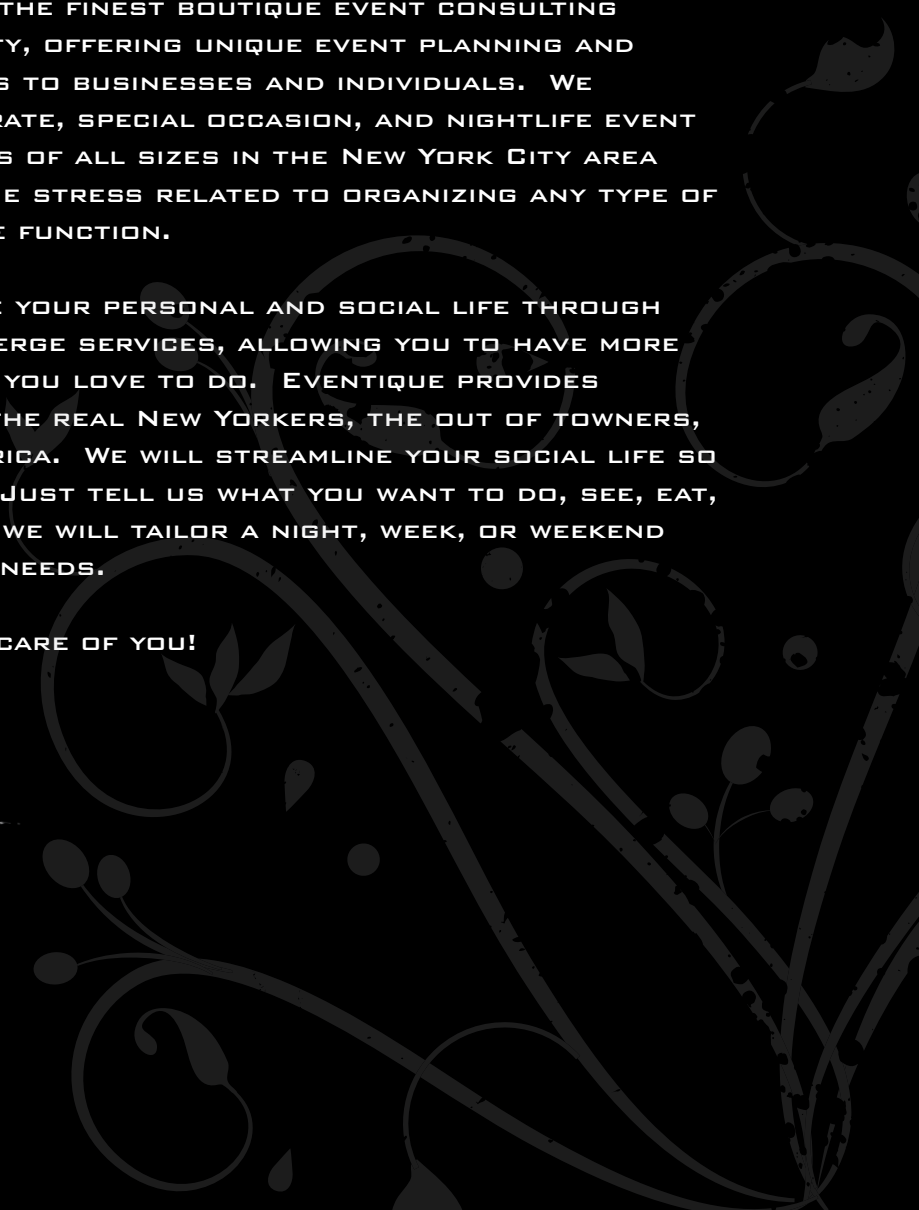 THE FINEST BOUTIQUE EVENT CONSULTING
TY, OFFERING UNIQUE EVENT PLANNING AND
S TO BUSINESSES AND INDIVIDUALS.  WE
RATE, SPECIAL OCCASION, AND NIGHTLIFE EVENT
S OF ALL SIZES IN THE NEW YORK CITY AREA
E STRESS RELATED TO ORGANIZING ANY TYPE OF
E FUNCTION.
E YOUR PERSONAL AND SOCIAL LIFE THROUGH
ERGE SERVICES, ALLOWING YOU TO HAVE MORE
YOU LOVE TO DO.  EVENTIQUE PROVIDES
THE REAL NEW YORKERS, THE OUT OF TOWNERS,
RICA.  WE WILL STREAMLINE YOUR SOCIAL LIFE SO
JUST TELL US WHAT YOU WANT TO DO, SEE, EAT,
WE WILL TAILOR A NIGHT, WEEK, OR WEEKEND
NEEDS.
CARE OF YOU!